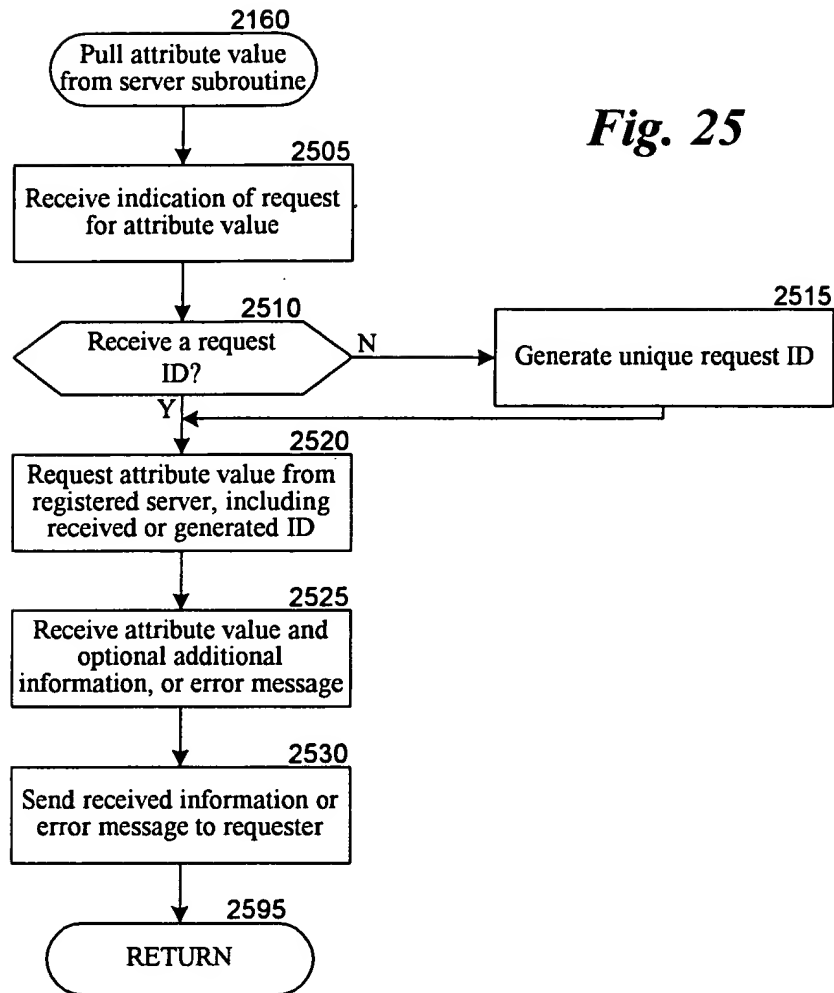 2160
Pull attribute value
from server subroutine
Fig. 25
2505
Receive indication of request
for attribute value
2510
Receive a request
ID?
N
Y
2515
Generate unique request ID
2520
Request attribute value from
registered server, including
received or generated ID
2525
Receive attribute value and
optional additional
information, or error message
2530
Send received information or
error message to requester
2595
RETURN